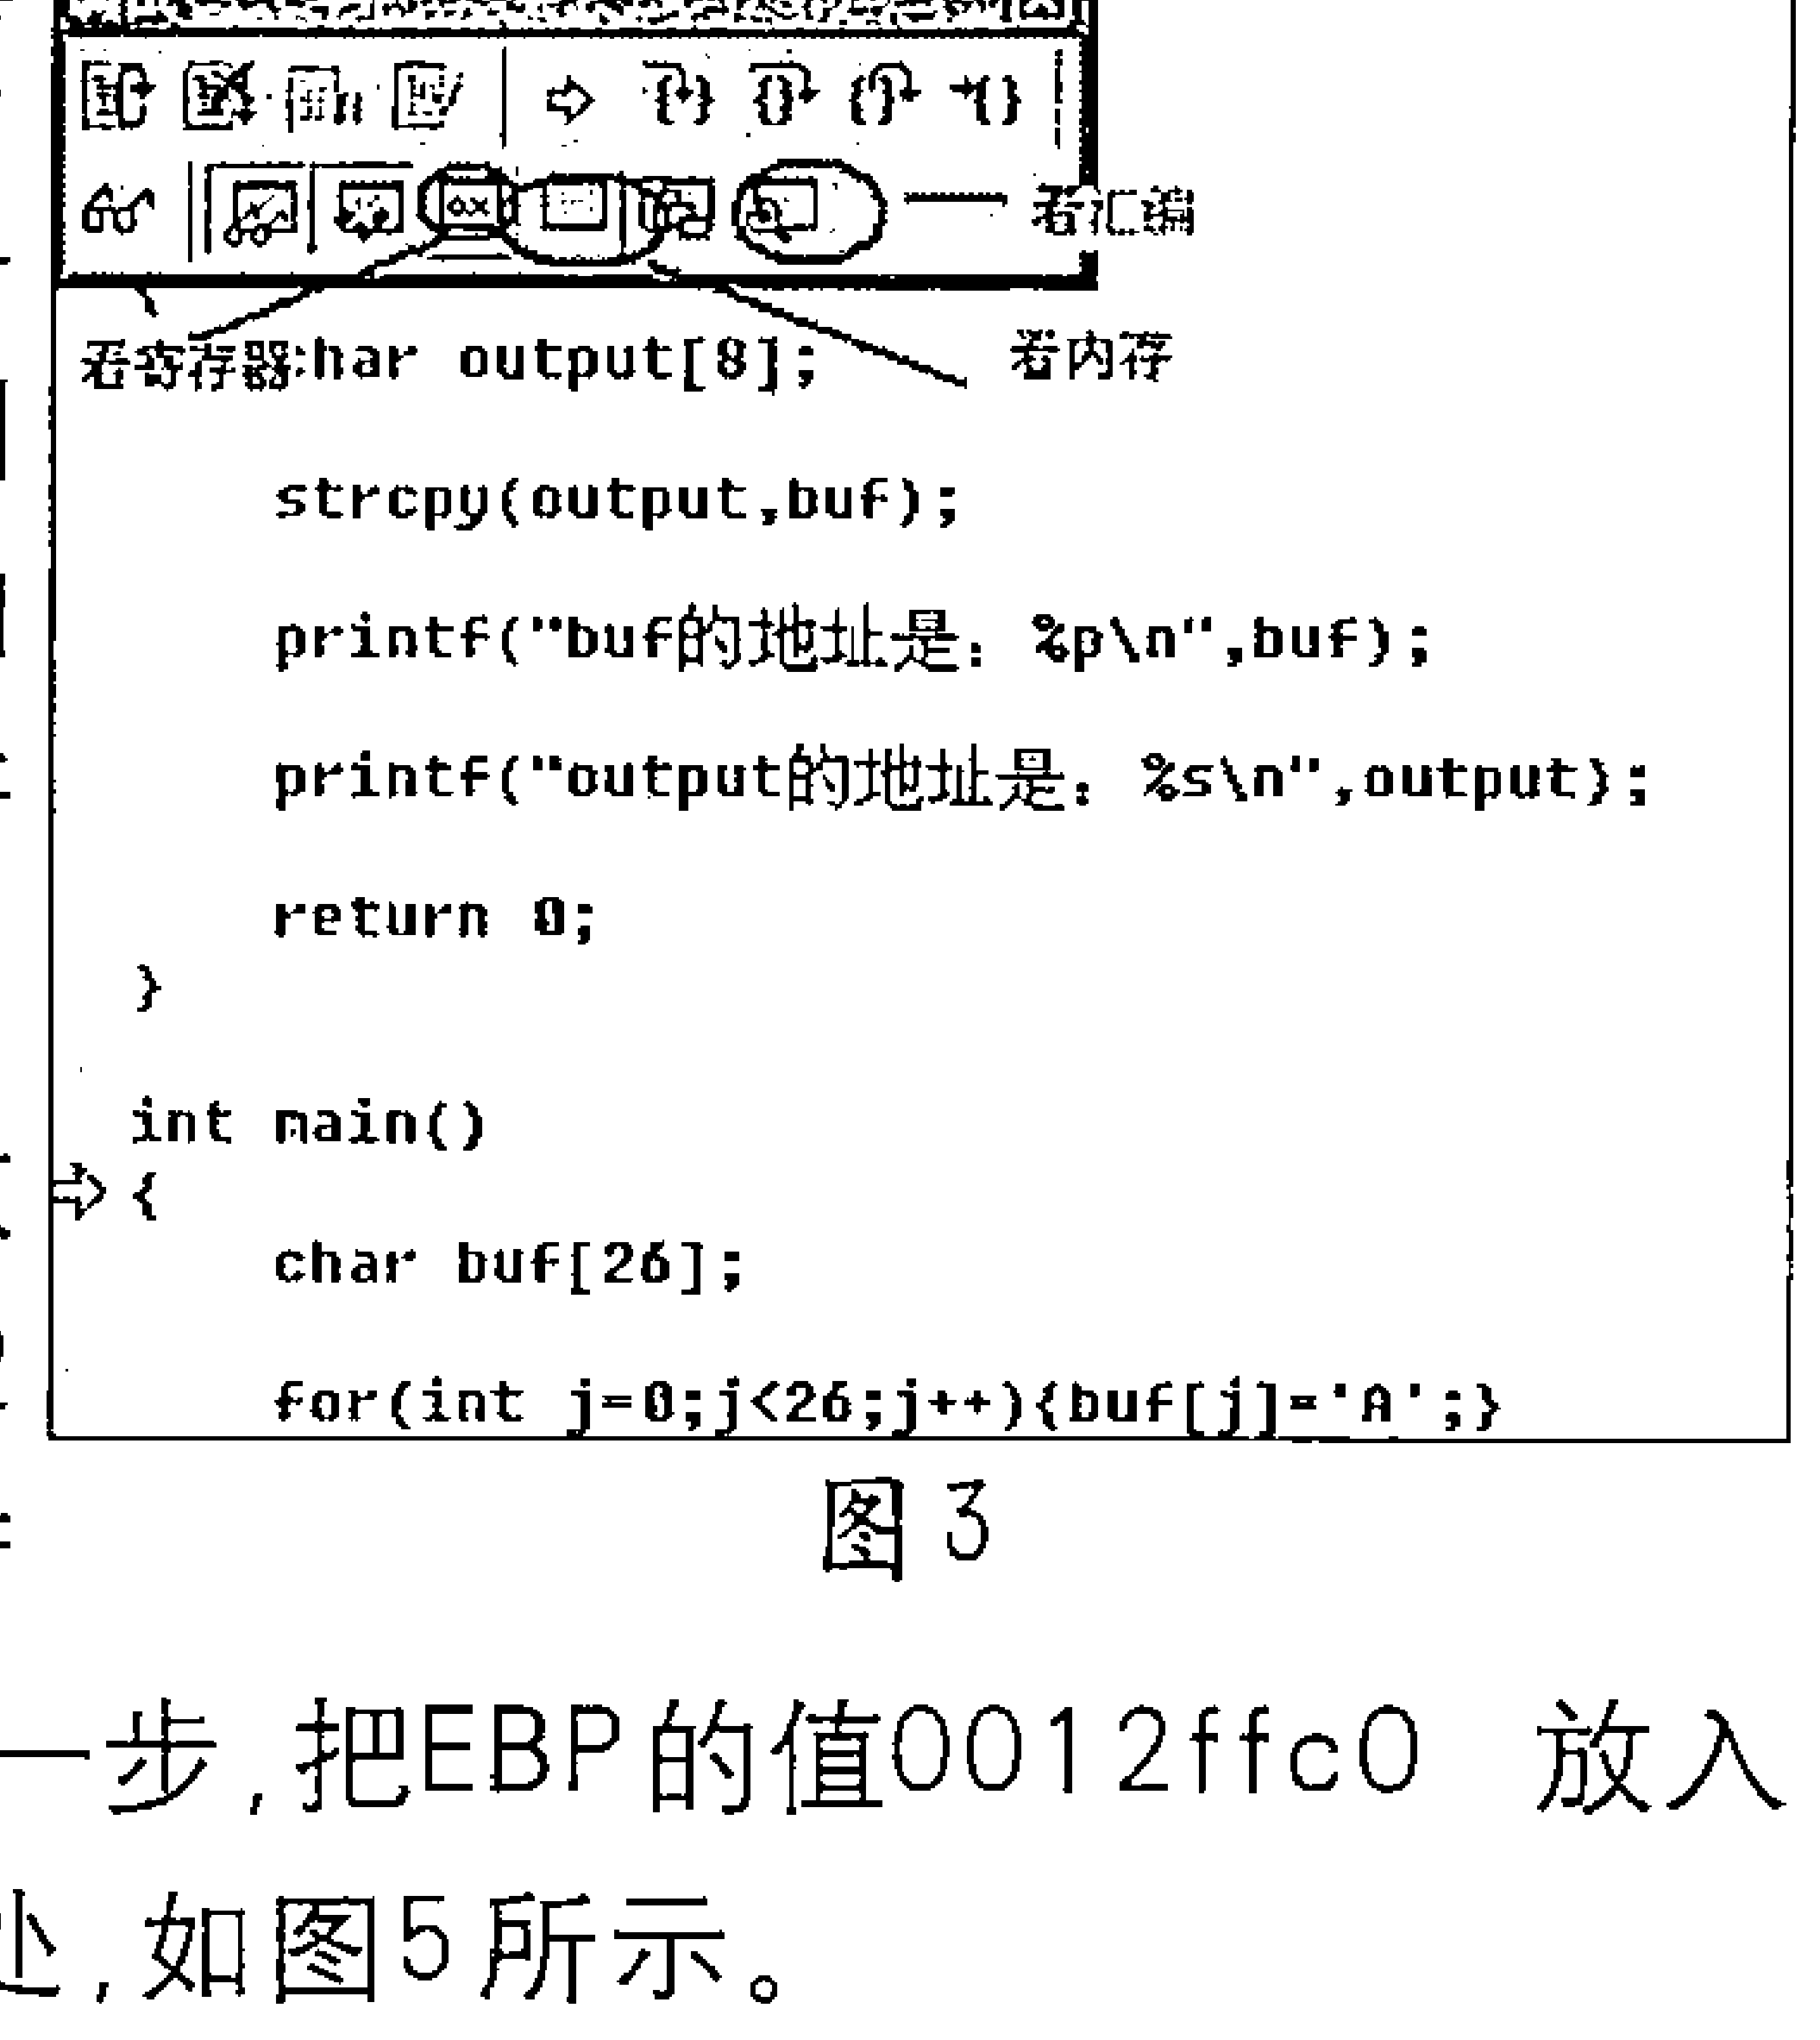 看汇编
看寄存器:har output[8];
看内存
strcpy(output,buf);
printf("buf的地址是: %p\n",buf);
printf("output的地址是: %s\n",output);
return 0;
}
int main()
{
char buf[26];
for(int j=0;j<26;j++){buf[j]='A';}
图 3
一步,把EBP的值0012ffc0 放入
处,如图5所示。